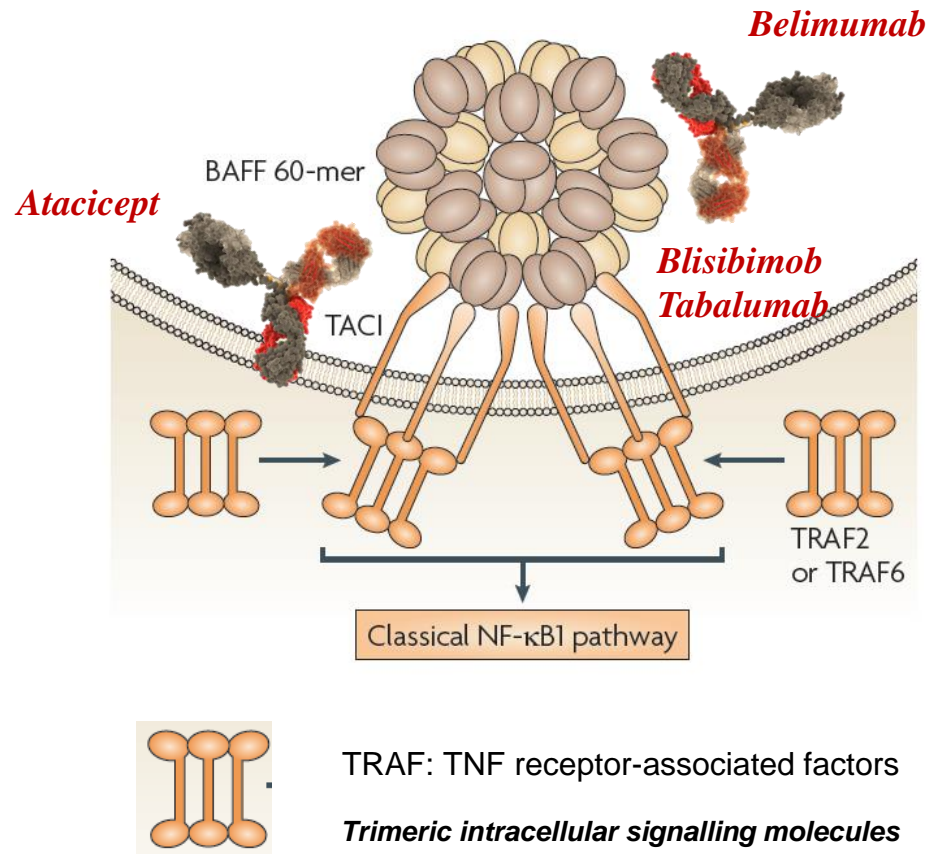 Belimumab
BAFF 60-mer
Atacicept
Blisibimob
Tabalumab
TACI
TRAF2
or TRAF6
Classical NF-κB1 pathway
TRAF: TNF receptor-associated factors
Trimeric intracellular signalling molecules